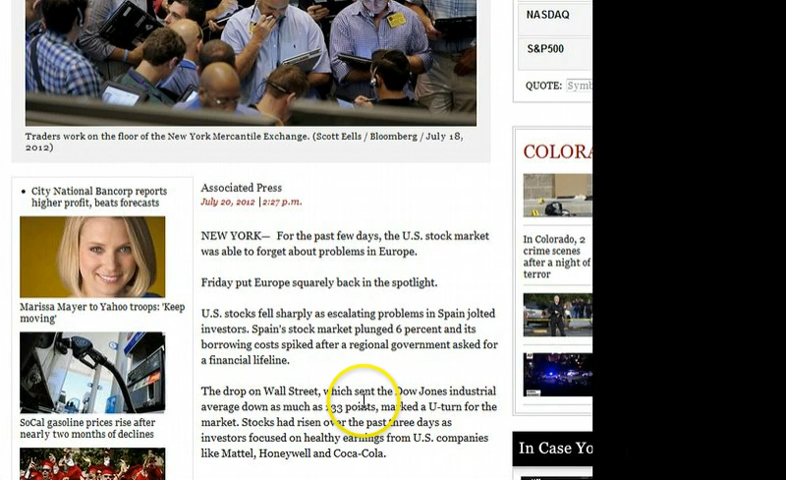 Traders work on the floor of the New York Mercantile Exchange. (Scott Eells / Bloomberg / July 18,
2012)
City National Bancorp reports
higher profit, beats forecasts
Marissa Mayer to Yahoo troops: 'Keep
moving'
SoCal gasoline prices rise after
nearly two months of declines
Associated Press
July 20, 2012 | 2:27 p.m.
NEW YORK— For the past few days, the U.S. stock market
was able to forget about problems in Europe.
Friday put Europe squarely back in the spotlight.
U.S. stocks fell sharply as escalating problems in Spain jolted
investors. Spain's stock market plunged 6 percent and its
borrowing costs spiked after a regional government asked for
a financial lifeline.
The drop on Wall Street, which sent the Dow Jones industrial
average down as much as 133 points, marked a U-turn for the
market. Stocks had risen over the past three days as
investors focused on healthy earnings from U.S. companies
like Mattel, Honeywell and Coca-Cola.
NASDAQ
S&P500
QUOTE: Symb
COLORA
In Colorado, 2
crime scenes
after a night of
terror
In Case Yo